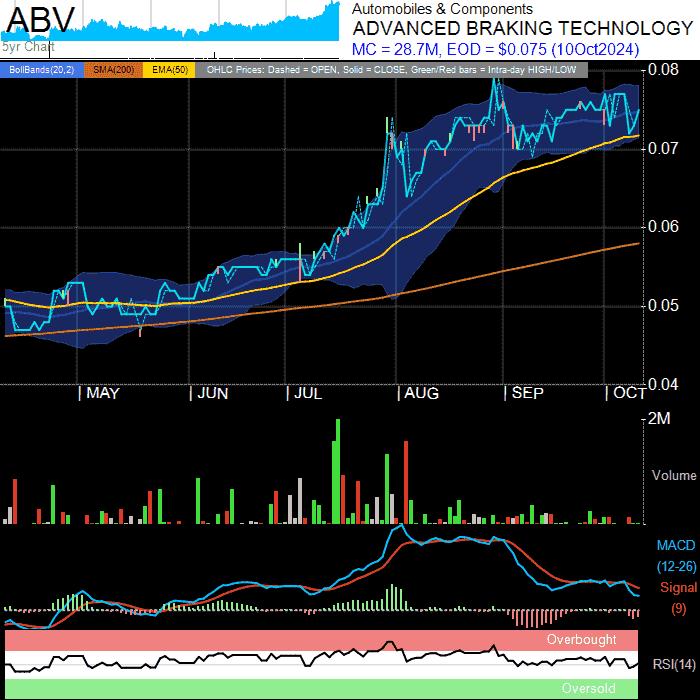 ABV
5yr Chart
Automobiles & Components
ADVANCED BRAKING TECHNOLOGY
MC = 28.7M, EOD = $0.075 (10Oct2024)
BollBands(20,2) SMA(200) EMA(50) OHLC Prices: Dashed = OPEN, Solid = CLOSE, Green/Red bars = Intra-day HIGH/LOW
0.08
0.07
0.06
0.05
0.04
| MAY | JUN | JUL | AUG | SEP | OCT
2M
Volume
MACD
(12-26)
Signal
(9)
Overbought
RSI(14)
Oversold